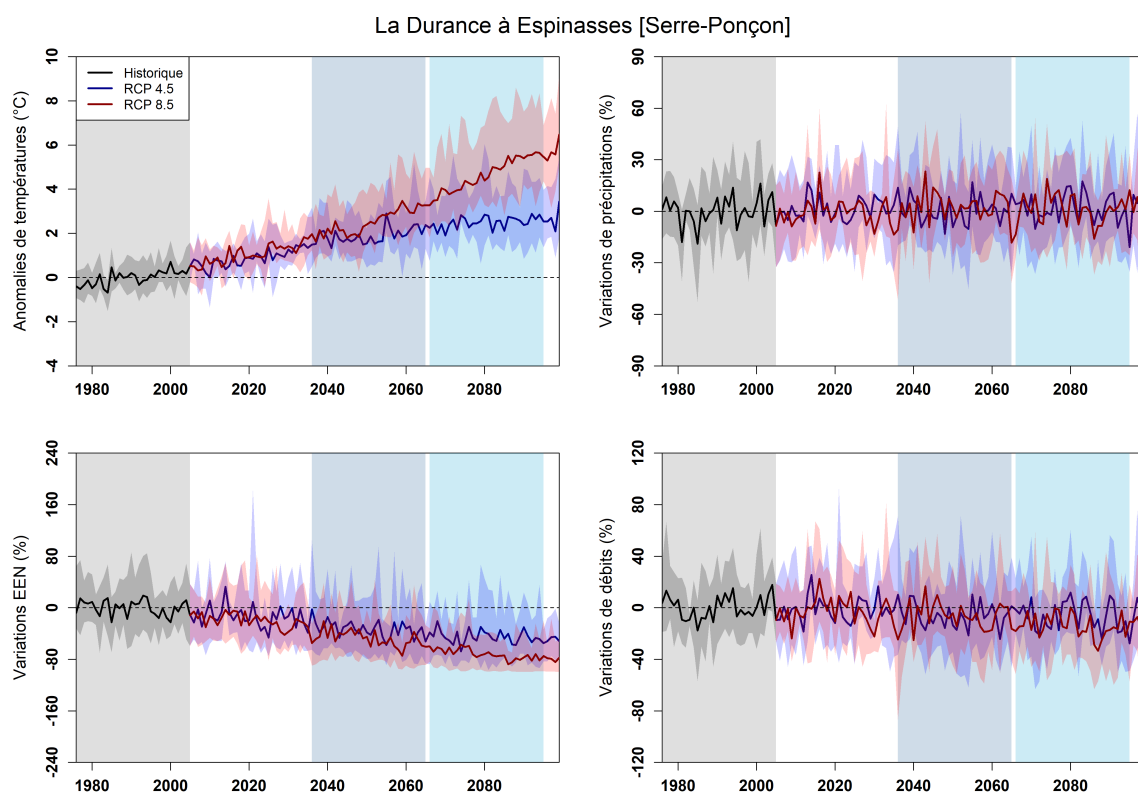 La Durance à Espinasses [Serre-Ponçon]
Anomalies de températures (°C)
10
8
6
4
2
0
-2
-4
Historique
RCP 4.5
RCP 8.5
1980 2000 2020 2040 2060 2080
Variations de précipitations (%)
90
60
30
0
-30
-60
-90
1980 2000 2020 2040 2060 2080
Variations EEN (%)
240
160
80
0
-80
-160
-240
1980 2000 2020 2040 2060 2080
Variations de débits (%)
120
80
40
0
-40
-80
-120
1980 2000 2020 2040 2060 2080